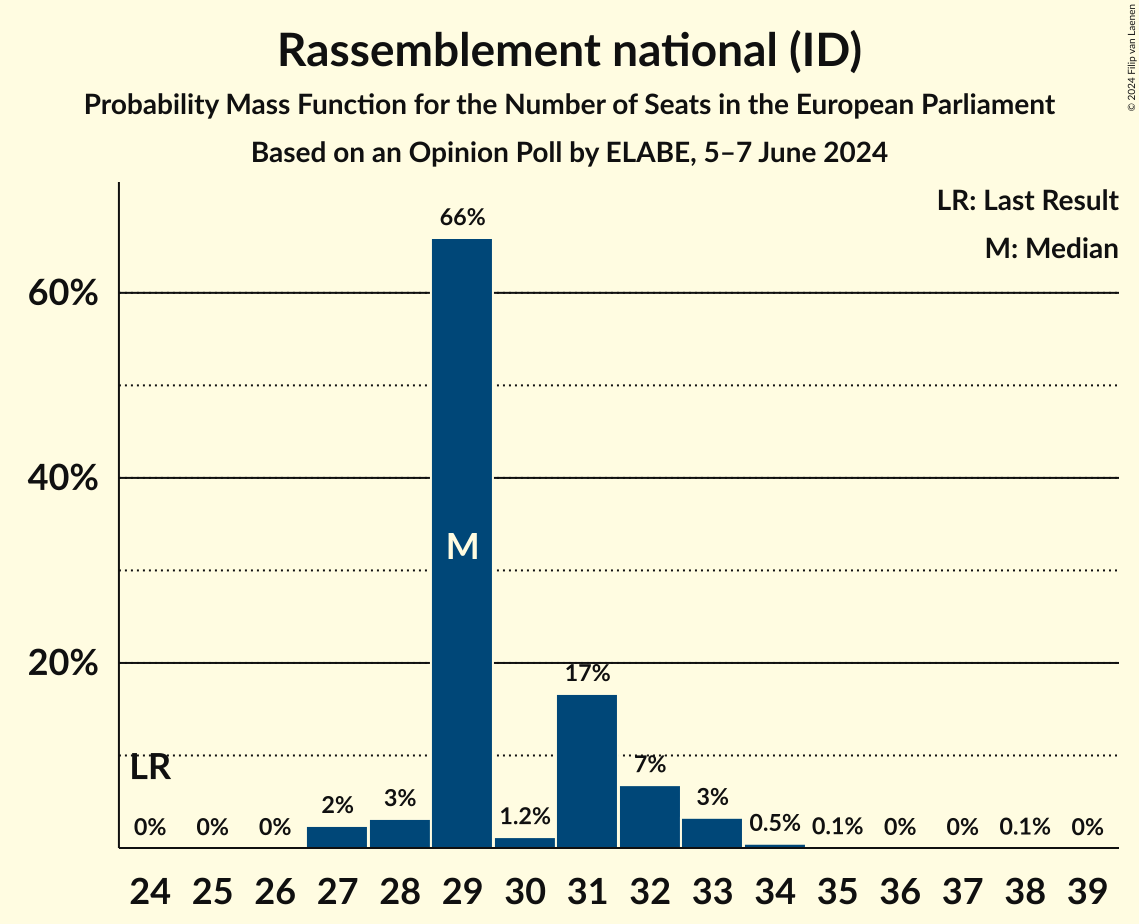 © 2024 Filip van Laenen
Rassemblement national (ID)
Probability Mass Function for the Number of Seats in the European Parliament
Based on an Opinion Poll by ELABE, 5–7 June 2024
LR: Last Result
M: Median
60%
40%
20%
LR
M
0% 0% 0% 2% 3% 66% 1.2% 17% 7% 3% 0.5% 0.1% 0% 0% 0.1% 0%
24 25 26 27 28 29 30 31 32 33 34 35 36 37 38 39